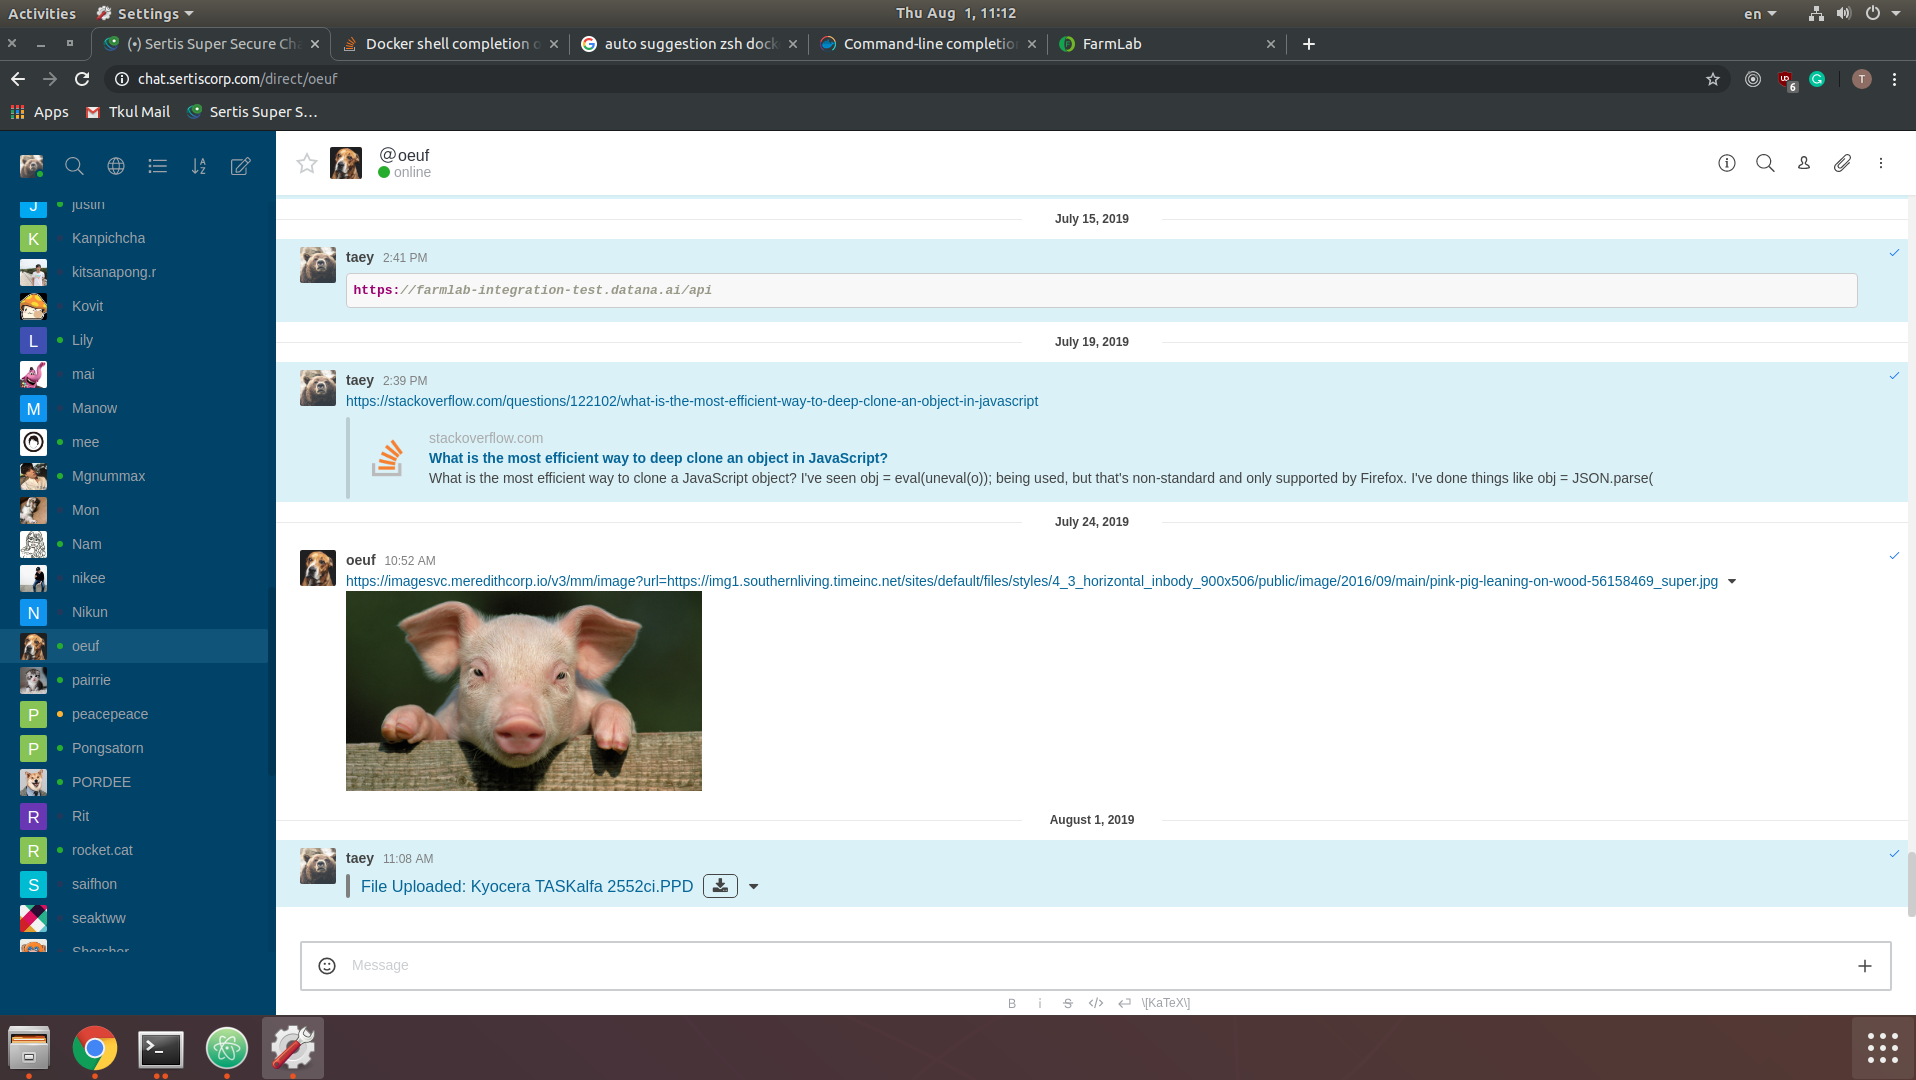 Activities
Settings
Thu Aug 1, 11:12
en
(•) Sertis Super Secure Cha
Docker shell completion o
auto suggestion zsh dock
Command-line completion
FarmLab
chat.sertiscorp.com/direct/oeuf
6
T
Apps
Tkul Mail
Sertis Super S…
@oeuf
online
J
justin
K
Kanpichcha
kitsanapong.r
Kovit
L
Lily
mai
M
Manow
mee
Mgnummax
Mon
Nam
nikee
N
Nikun
oeuf
pairrie
P
peacepeace
P
Pongsatorn
PORDEE
R
Rit
R
rocket.cat
S
saifhon
seaktww
July 15, 2019
taey 2:41 PM
https://farmlab-integration-test.datana.ai/api
July 19, 2019
taey 2:39 PM
https://stackoverflow.com/questions/122102/what-is-the-most-efficient-way-to-deep-clone-an-object-in-javascript
stackoverflow.com
What is the most efficient way to deep clone an object in JavaScript?
What is the most efficient way to clone a JavaScript object? I've seen obj = eval(uneval(o)); being used, but that's non-standard and only supported by Firefox. I've done things like obj = JSON.parse(
July 24, 2019
oeuf 10:52 AM
https://imagesvc.meredithcorp.io/v3/mm/image?url=https://img1.southernliving.timeinc.net/sites/default/files/styles/4_3_horizontal_inbody_900x506/public/image/2016/09/main/pink-pig-leaning-on-wood-56158469_super.jpg
August 1, 2019
taey 11:08 AM
File Uploaded: Kyocera TASKalfa 2552ci.PPD
Message
B i S </> \[KaTeX\]